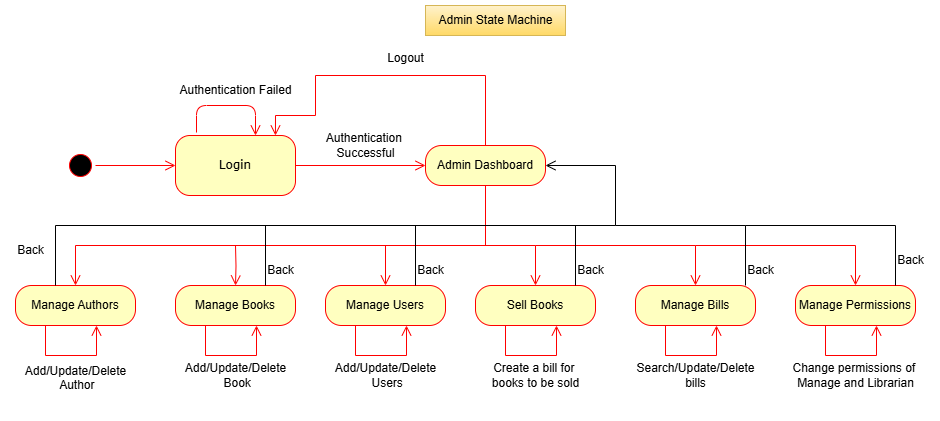 Admin State Machine
Logout
Authentication Failed
Authentication
Successful
Login
Admin Dashboard
Back
Back
Back
Back
Back
Back
Manage Authors
Manage Books
Manage Users
Sell Books
Manage Bills
Manage Permissions
Add/Update/Delete
Author
Add/Update/Delete
Book
Add/Update/Delete
Users
Create a bill for
books to be sold
Search/Update/Delete
bills
Change permissions of
Manage and Librarian